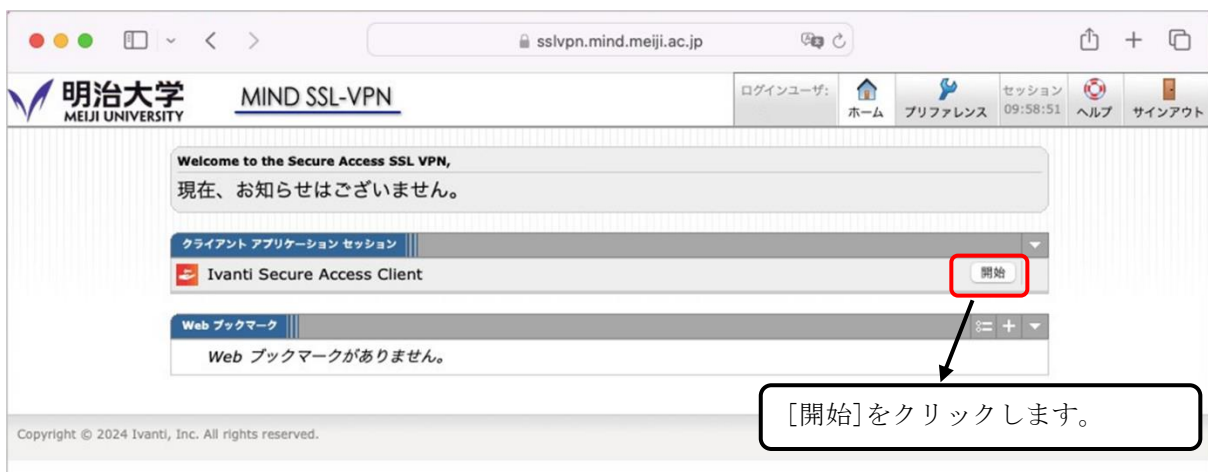 sslvpn.mind.meiji.ac.jp
明治大学
MEIJI UNIVERSITY
MIND SSL-VPN
ログインユーザ:
ホーム
プリファレンス
セッション
09:58:51
ヘルプ
サインアウト
Welcome to the Secure Access SSL VPN,
現在、お知らせはございません。
クライアント アプリケーション セッション
Ivanti Secure Access Client
開始
Web ブックマーク
Web ブックマークがありません。
[開始]をクリックします。
Copyright © 2024 Ivanti, Inc. All rights reserved.